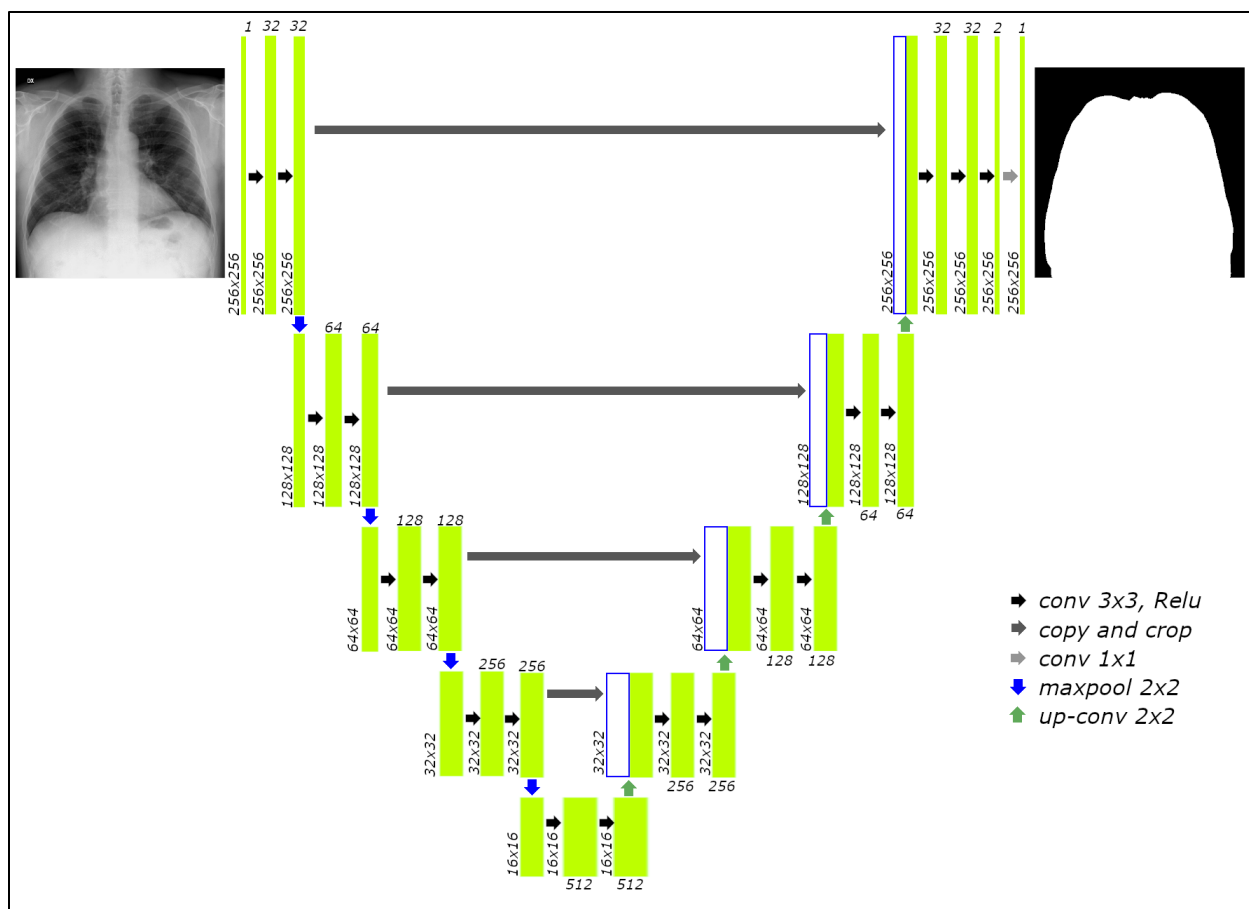 1 32 32
32 32 2 1
256x256 256x256 256x256
256x256 256x256 256x256 256x256 256x256
64 64
128x128 128x128 128x128
128x128 128x128 128x128
64 64
128 128
64x64 64x64 64x64
64x64 64x64 64x64
128 128
256 256
32x32 32x32 32x32
32x32 32x32 32x32
256 256
16x16 16x16 16x16
512 512
conv 3x3, Relu
copy and crop
conv 1x1
maxpool 2x2
up-conv 2x2